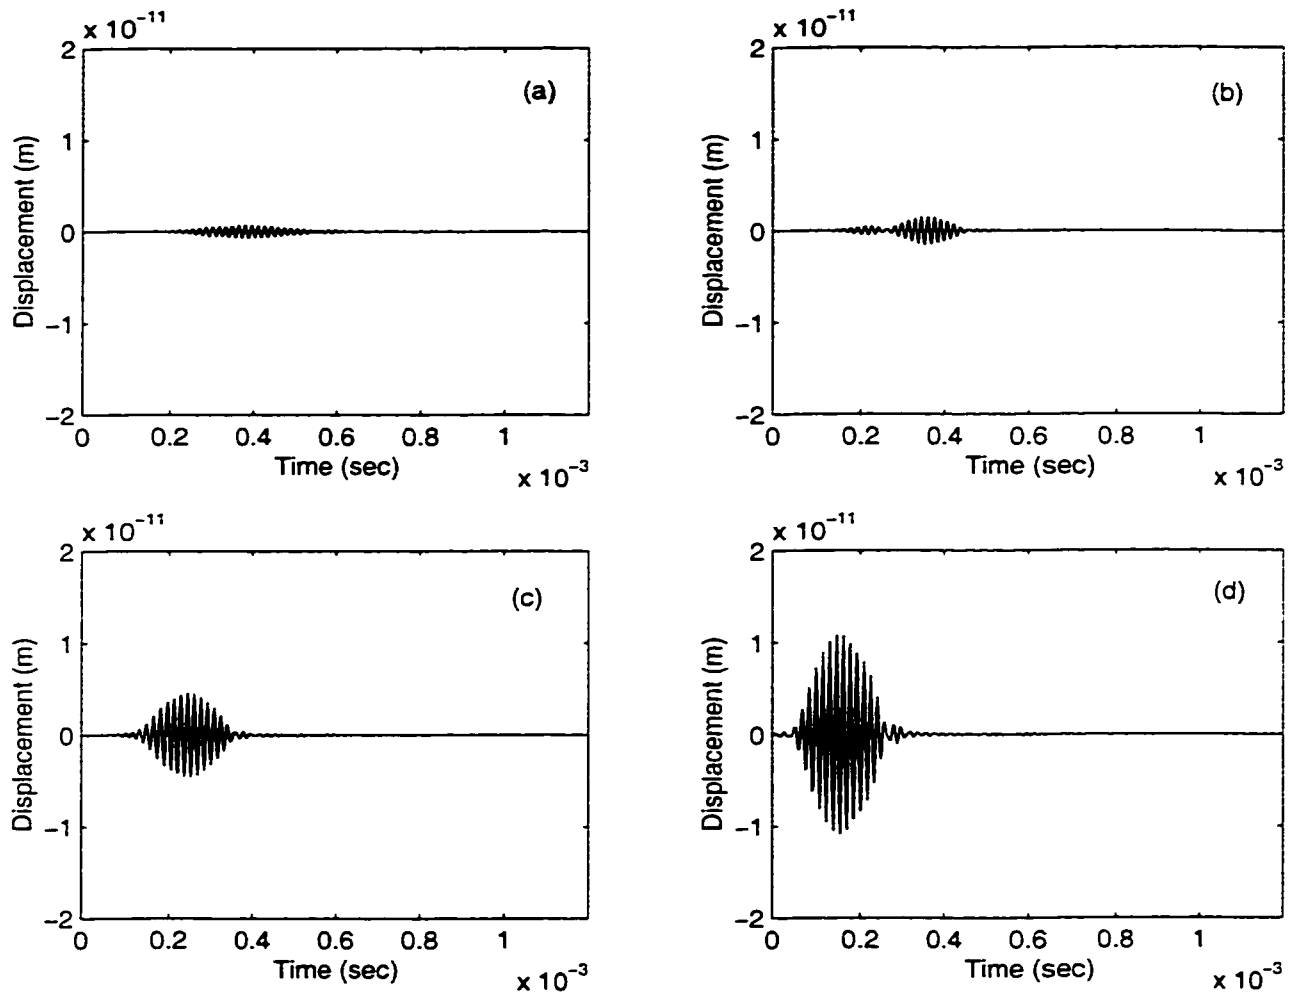 x 10⁻¹¹
2
1
0
−1
−2
Displacement (m)
(a)
0 0.2 0.4 0.6 0.8 1
Time (sec)
x 10⁻³
x 10⁻¹¹
2
1
0
−1
−2
Displacement (m)
(b)
0 0.2 0.4 0.6 0.8 1
Time (sec)
x 10⁻³
x 10⁻¹¹
2
1
0
−1
−2
Displacement (m)
(c)
0 0.2 0.4 0.6 0.8 1
Time (sec)
x 10⁻³
x 10⁻¹¹
2
1
0
−1
−2
Displacement (m)
(d)
0 0.2 0.4 0.6 0.8 1
Time (sec)
x 10⁻³